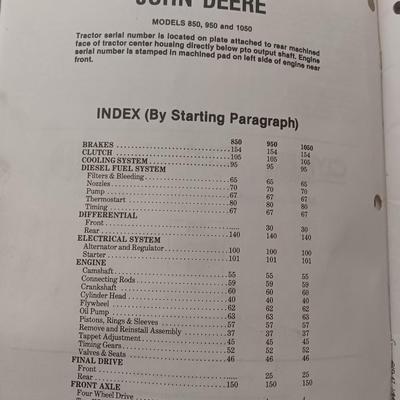 JOHN DEERE
MODELS 850, 950 and 1050
Tractor serial number is located on plate attached to rear machined
face of tractor center housing directly below pto output shaft. Engine
serial number is stamped in machined pad on left side of engine near
front.
INDEX (By Starting Paragraph)
850 950 1050
BRAKES 154 154 154
CLUTCH 105 105 105
COOLING SYSTEM 95 95 95
DIESEL FUEL SYSTEM
Filters & Bleeding 65 65 65
Nozzles 70 70 70
Pump 67 67 67
Thermostart 80 80 80
Timing 67 67 67
DIFFERENTIAL
Front ..... 30 30
Rear 140 140 140
ELECTRICAL SYSTEM
Alternator and Regulator 100 100 100
Starter 101 101 101
ENGINE
Camshaft 55 55 55
Connecting Rods 59 59 59
Crankshaft 60 60 60
Cylinder Head 40 40 40
Flywheel 62 62 62
Oil Pump 63 63 63
Pistons, Rings & Sleeves 57 57 57
Remove and Reinstall Assembly 37 37 37
Tappet Adjustment 45 45 45
Timing Gears 52 52 52
Valves & Seats 46 46 46
FINAL DRIVE
Front 25 25
Rear 150 150 150
FRONT AXLE
Four Wheel Drive